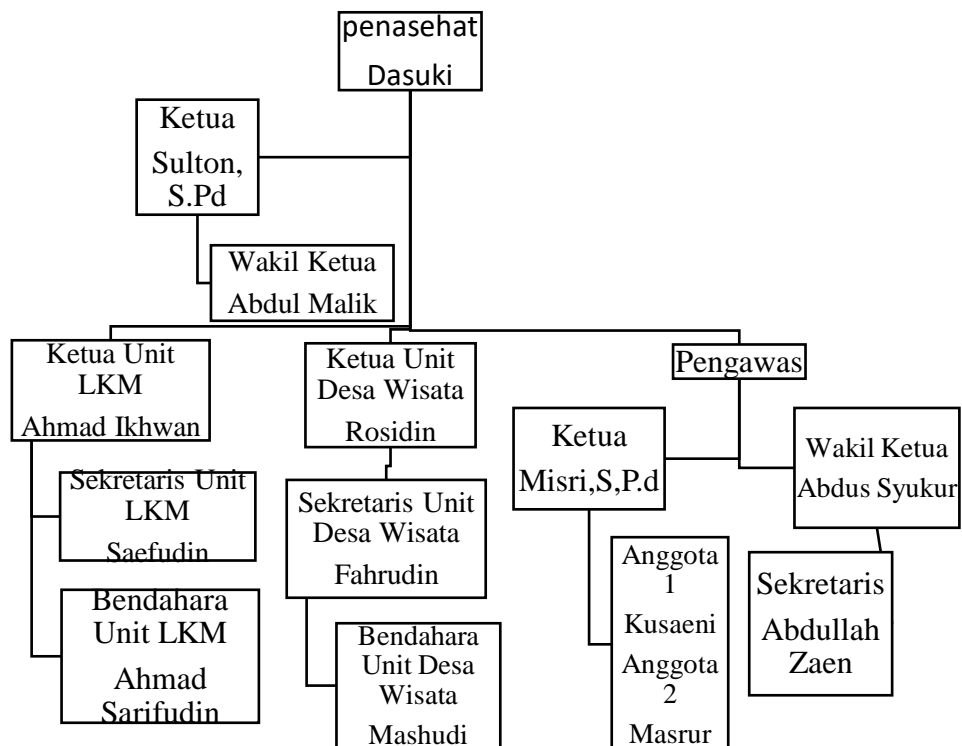 penasehat
Dasuki
Ketua
Sulton,
S.Pd
Wakil Ketua
Abdul Malik
Ketua Unit
LKM
Ahmad Ikhwan
Sekretaris Unit
LKM
Saefudin
Bendahara
Unit LKM
Ahmad
Sarifudin
Ketua Unit
Desa Wisata
Rosidin
Sekretaris Unit
Desa Wisata
Fahrudin
Bendahara
Unit Desa
Wisata
Mashudi
Pengawas
Ketua
Misri,S,P.d
Anggota
1
Kusaeni
Anggota
2
Masrur
Wakil Ketua
Abdus Syukur
Sekretaris
Abdullah
Zaen